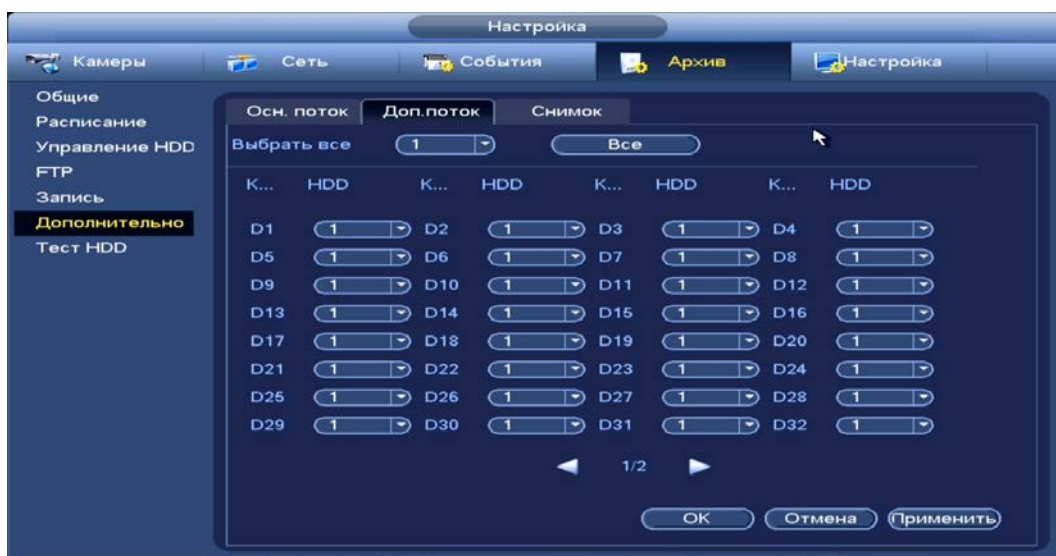 Настройка
Камеры Сеть События Архив Настройка
Общие
Расписание
Управление HDD
FTP
Запись
Дополнительно
Тест HDD
Осн. поток Доп.поток Снимок
Выбрать все 1 Все
К... HDD К... HDD К... HDD К... HDD
D1 1 D2 1 D3 1 D4 1
D5 1 D6 1 D7 1 D8 1
D9 1 D10 1 D11 1 D12 1
D13 1 D14 1 D15 1 D16 1
D17 1 D18 1 D19 1 D20 1
D21 1 D22 1 D23 1 D24 1
D25 1 D26 1 D27 1 D28 1
D29 1 D30 1 D31 1 D32 1
1/2
OK Отмена Применить